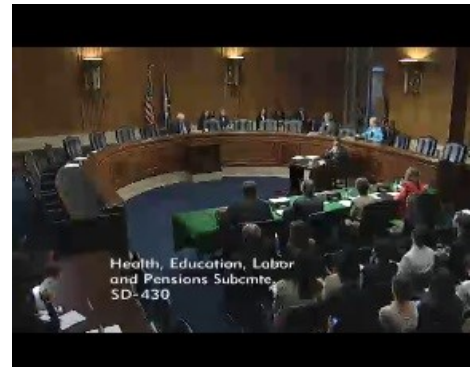 Health, Education, Labor
and Pensions Subcmte.
SD-430